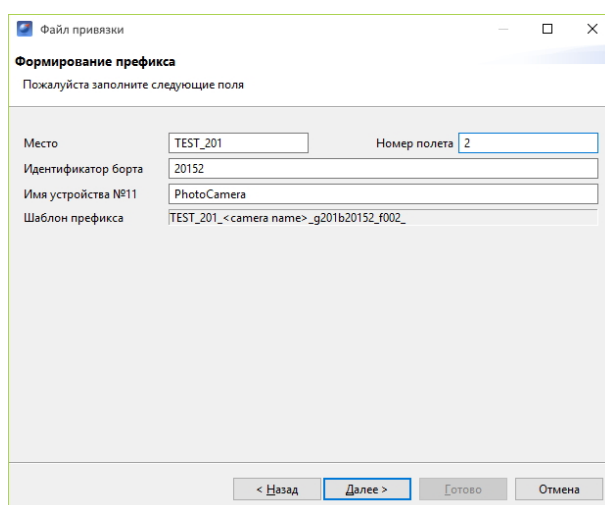 Файл привязки
Формирование префикса
Пожалуйста заполните следующие поля
Место TEST_201 Номер полета 2
Идентификатор борта 20152
Имя устройства №11 PhotoCamera
Шаблон префикса TEST_201_<camera name>_g201b20152_f002_
< Назад Далее > Готово Отмена